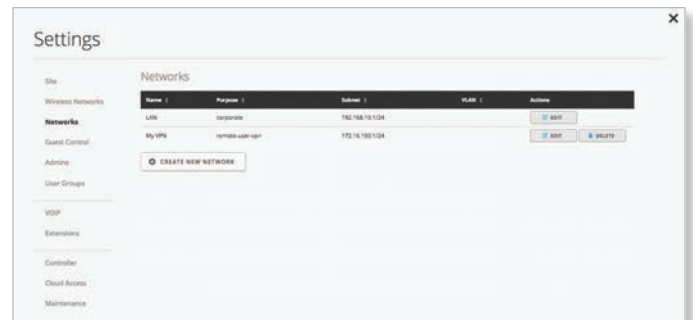 Settings
Site
Wireless Networks
Networks
Guest Control
Admins
User Groups
VOIP
Extensions
Controller
Cloud Access
Maintenance
Networks
Name Purpose Subnet VLAN Actions
LAN corporate 192.168.10.1/24 EDIT
My VPN remote-user-vpn 172.16.160.1/24 EDIT DELETE
CREATE NEW NETWORK